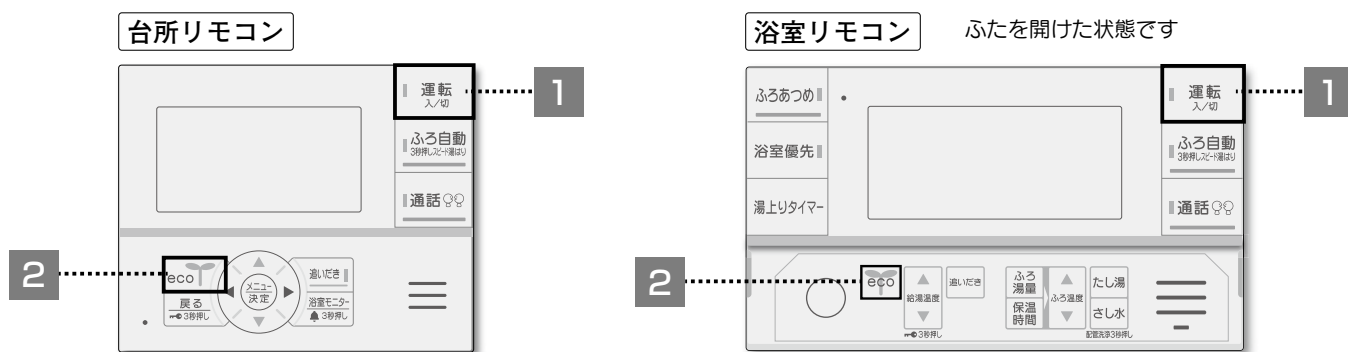 台所リモコン
運転
入/切
1
ふろ自動
3秒押しスピード湯はり
通話
2
eco
戻る
3秒押し
メニュー
決定
追いだき
浴室モニター
3秒押し
浴室リモコン ふたを開けた状態です
ふろあつめ
浴室優先
湯上りタイマー
運転
入/切
1
ふろ自動
3秒押しスピード湯はり
通話
2
eco
給湯温度
3秒押し
追いだき
ふろ
湯量
保温
時間
ふろ温度
たし湯
さし水
配管洗浄3秒押し